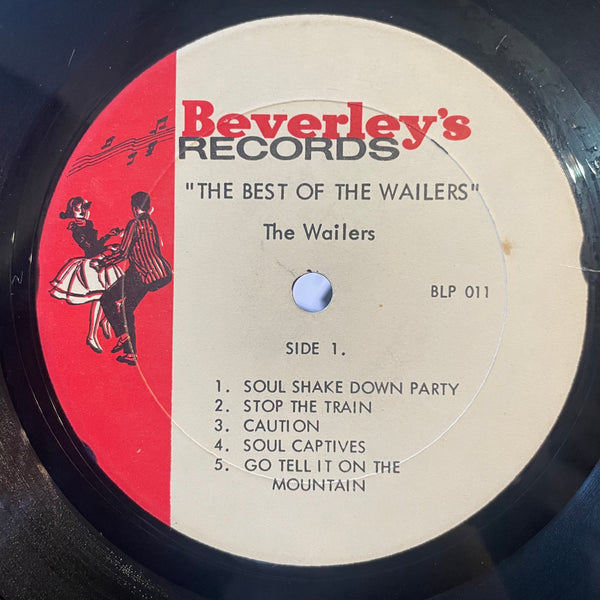 Beverley's
RECORDS
"THE BEST OF THE WAILERS"
The Wailers
BLP 011
SIDE 1.
1. SOUL SHAKE DOWN PARTY
2. STOP THE TRAIN
3. CAUTION
4. SOUL CAPTIVES
5. GO TELL IT ON THE
MOUNTAIN